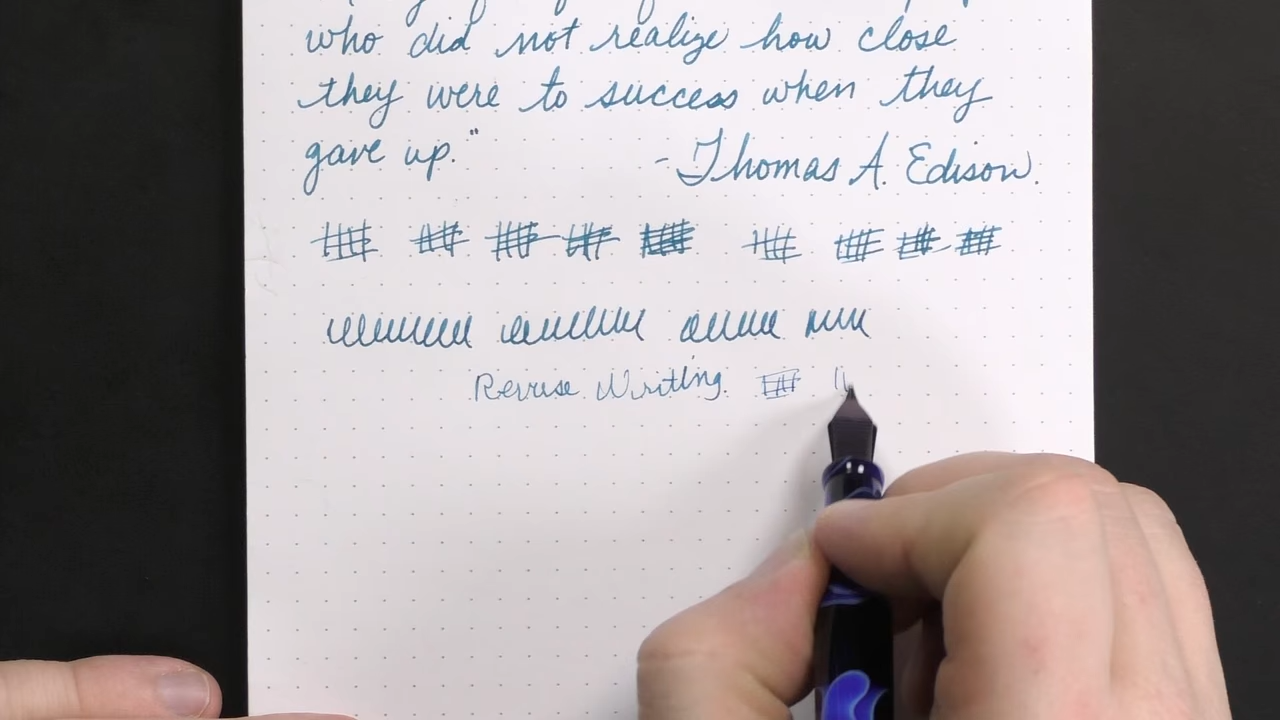 who did not realize how close
they were to success when they
gave up." - Thomas A. Edison.
Reverse Writing.